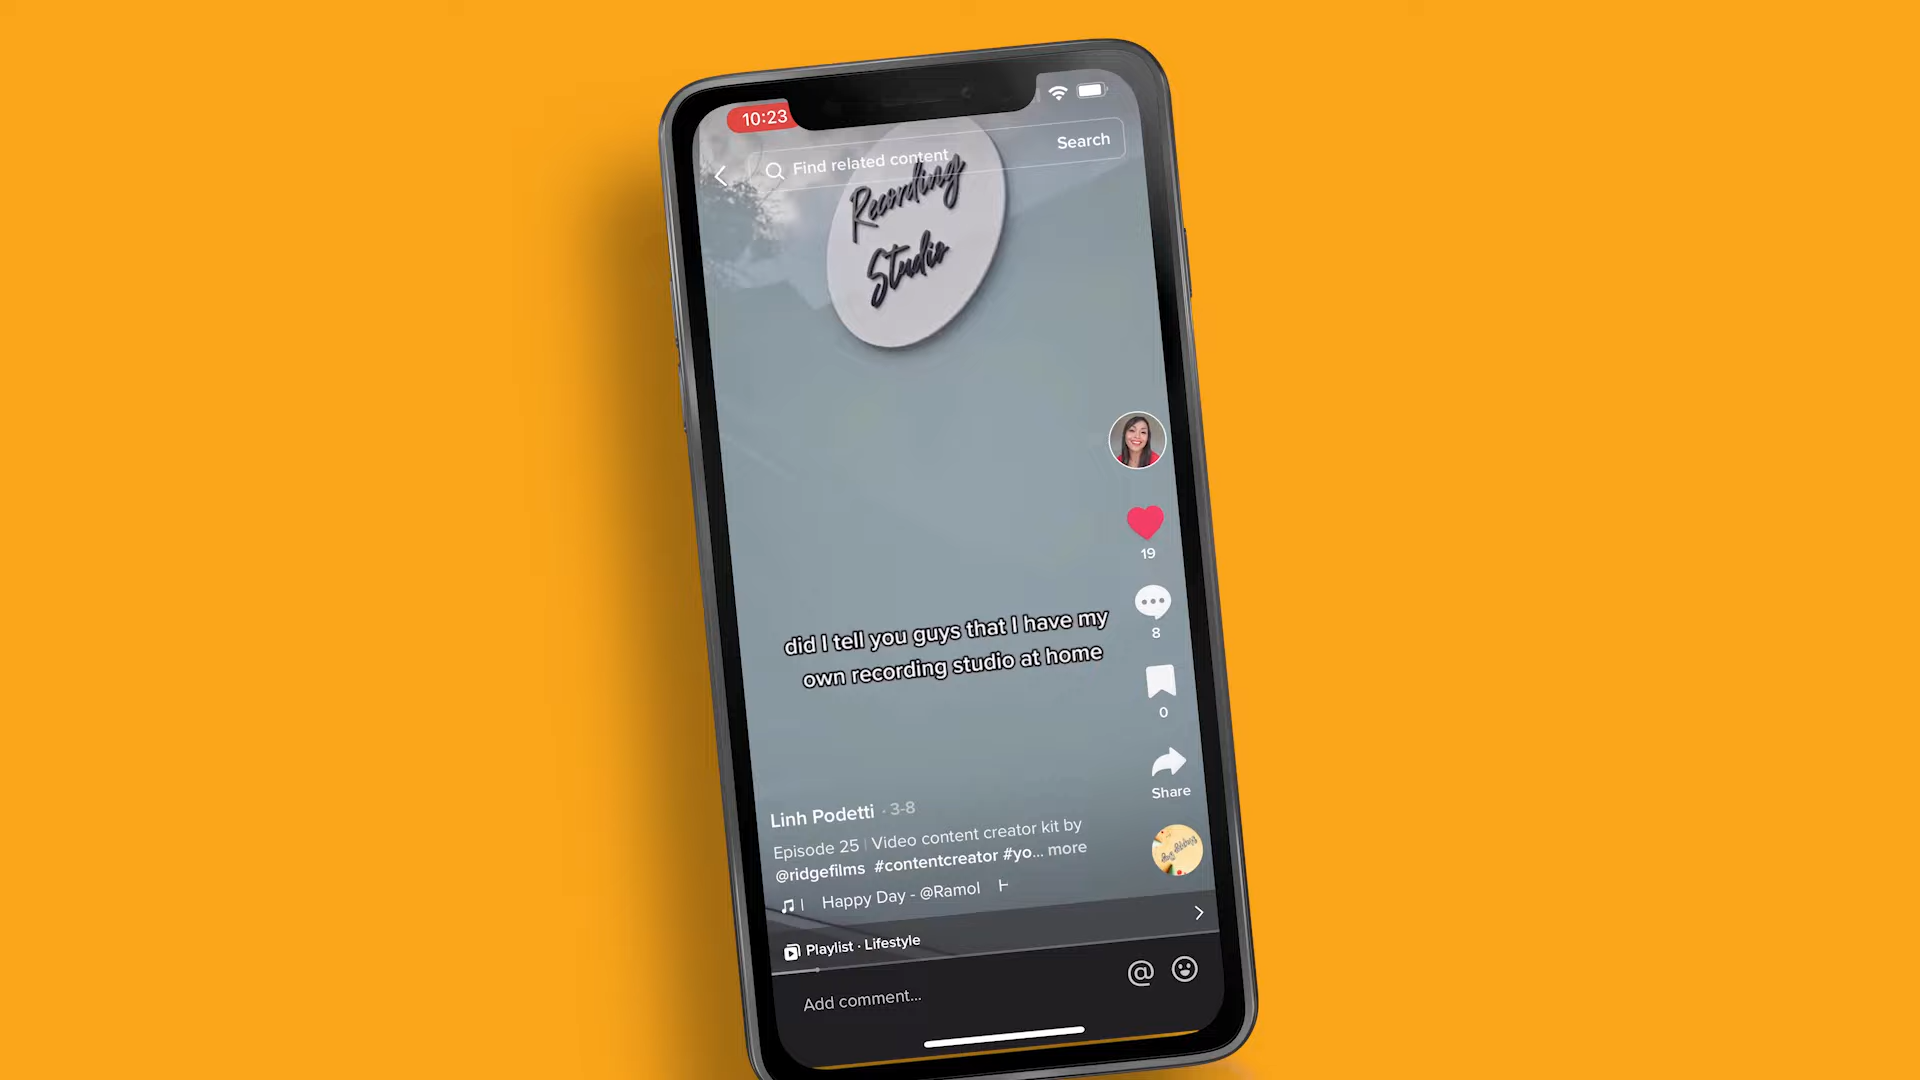 10:23
Find related content
Search
Recording
Studio
19
8
did I tell you guys that I have my
own recording studio at home
0
Share
Linh Podetti · 3-8
Episode 25 | Video content creator kit by
@ridgefilms #contentcreator #yo... more
Happy Day - @Ramol
Playlist · Lifestyle
Add comment...
@